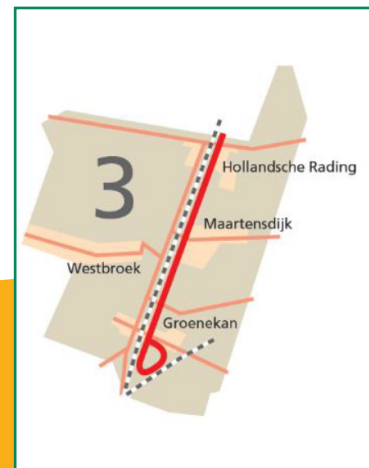 3
Hollandsche Rading
Maartensdijk
Westbroek
Groenekan